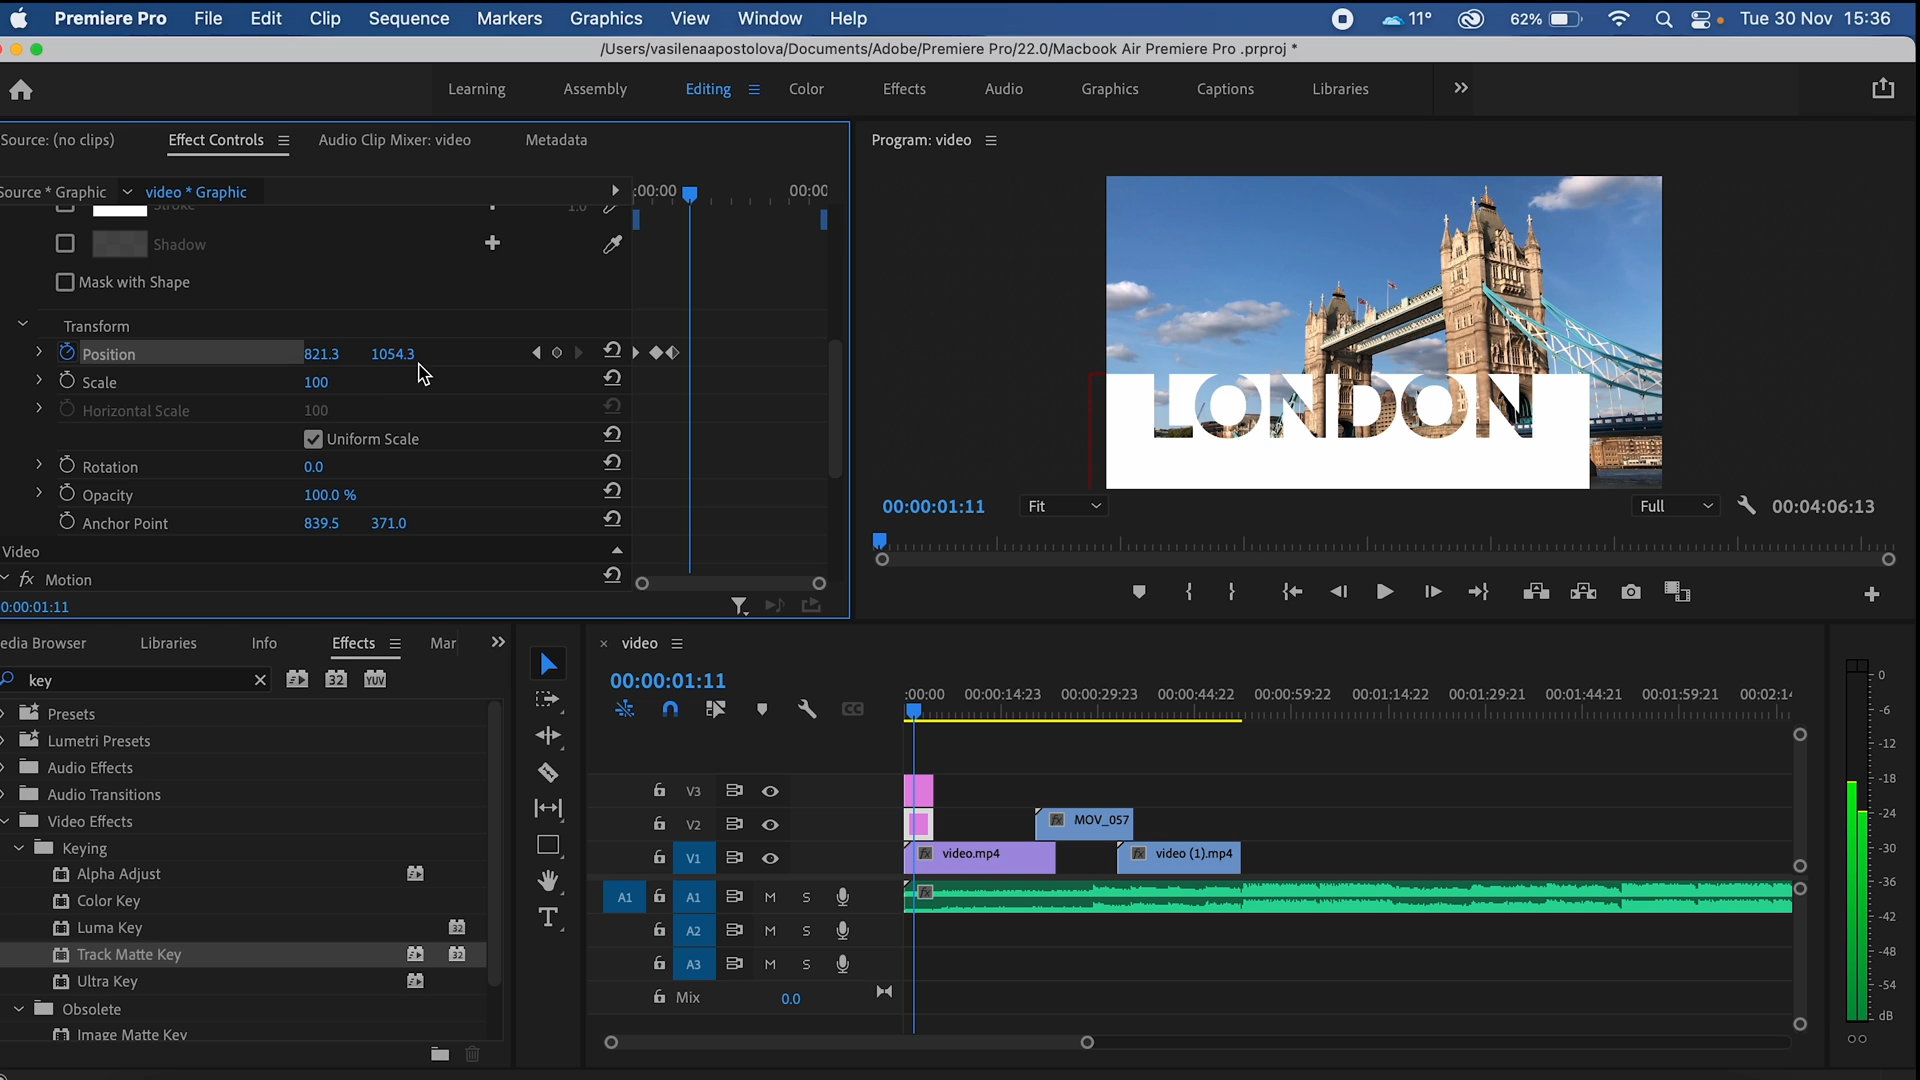 Premiere Pro File Edit Clip Sequence Markers Graphics View Window Help 11° 62% Tue 30 Nov 15:36
/Users/vasilenaapostolova/Documents/Adobe/Premiere Pro/22.0/Macbook Air Premiere Pro .prproj *
Learning Assembly Editing Color Effects Audio Graphics Captions Libraries
Source: (no clips) Effect Controls Audio Clip Mixer: video Metadata
Source * Graphic video * Graphic :00:00 00:00
Stroke 1.0
Shadow
Mask with Shape
Transform
Position 821.3 1054.3
Scale 100
Horizontal Scale 100
Uniform Scale
Rotation 0.0
Opacity 100.0 %
Anchor Point 839.5 371.0
Video
fx Motion
0:00:01:11
Program: video
LONDON
00:00:01:11 Fit Full 00:04:06:13
edia Browser Libraries Info Effects Mar
key 32 YUV
Presets
Lumetri Presets
Audio Effects
Audio Transitions
Video Effects
Keying
Alpha Adjust
Color Key
Luma Key 32
Track Matte Key 32
Ultra Key
Obsolete
Image Matte Key
video
00:00:01:11
:00:00 00:00:14:23 00:00:29:23 00:00:44:22 00:00:59:22 00:01:14:22 00:01:29:21 00:01:44:21 00:01:59:21 00:02:14
CC
V3
V2 fx MOV_057
V1 fx video.mp4 fx video (1).mp4
A1 A1 M S fx
A2 M S
A3 M S
Mix 0.0
0
-6
-12
-18
-24
-30
-36
-42
-48
-54
dB